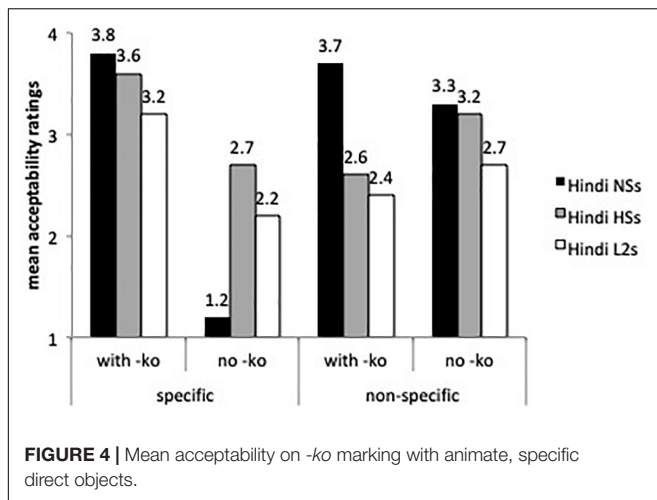 4
3.8
3.6
3.7
3.2
3.3
3.2
3
2.7
2.7
2.6
2.4
2.2
2
1.2
1
mean acceptability ratings
with -ko
no -ko
with -ko
no -ko
specific
non-specific
Hindi NSs
Hindi HSs
Hindi L2s
FIGURE 4 | Mean acceptability on -ko marking with animate, specific
direct objects.